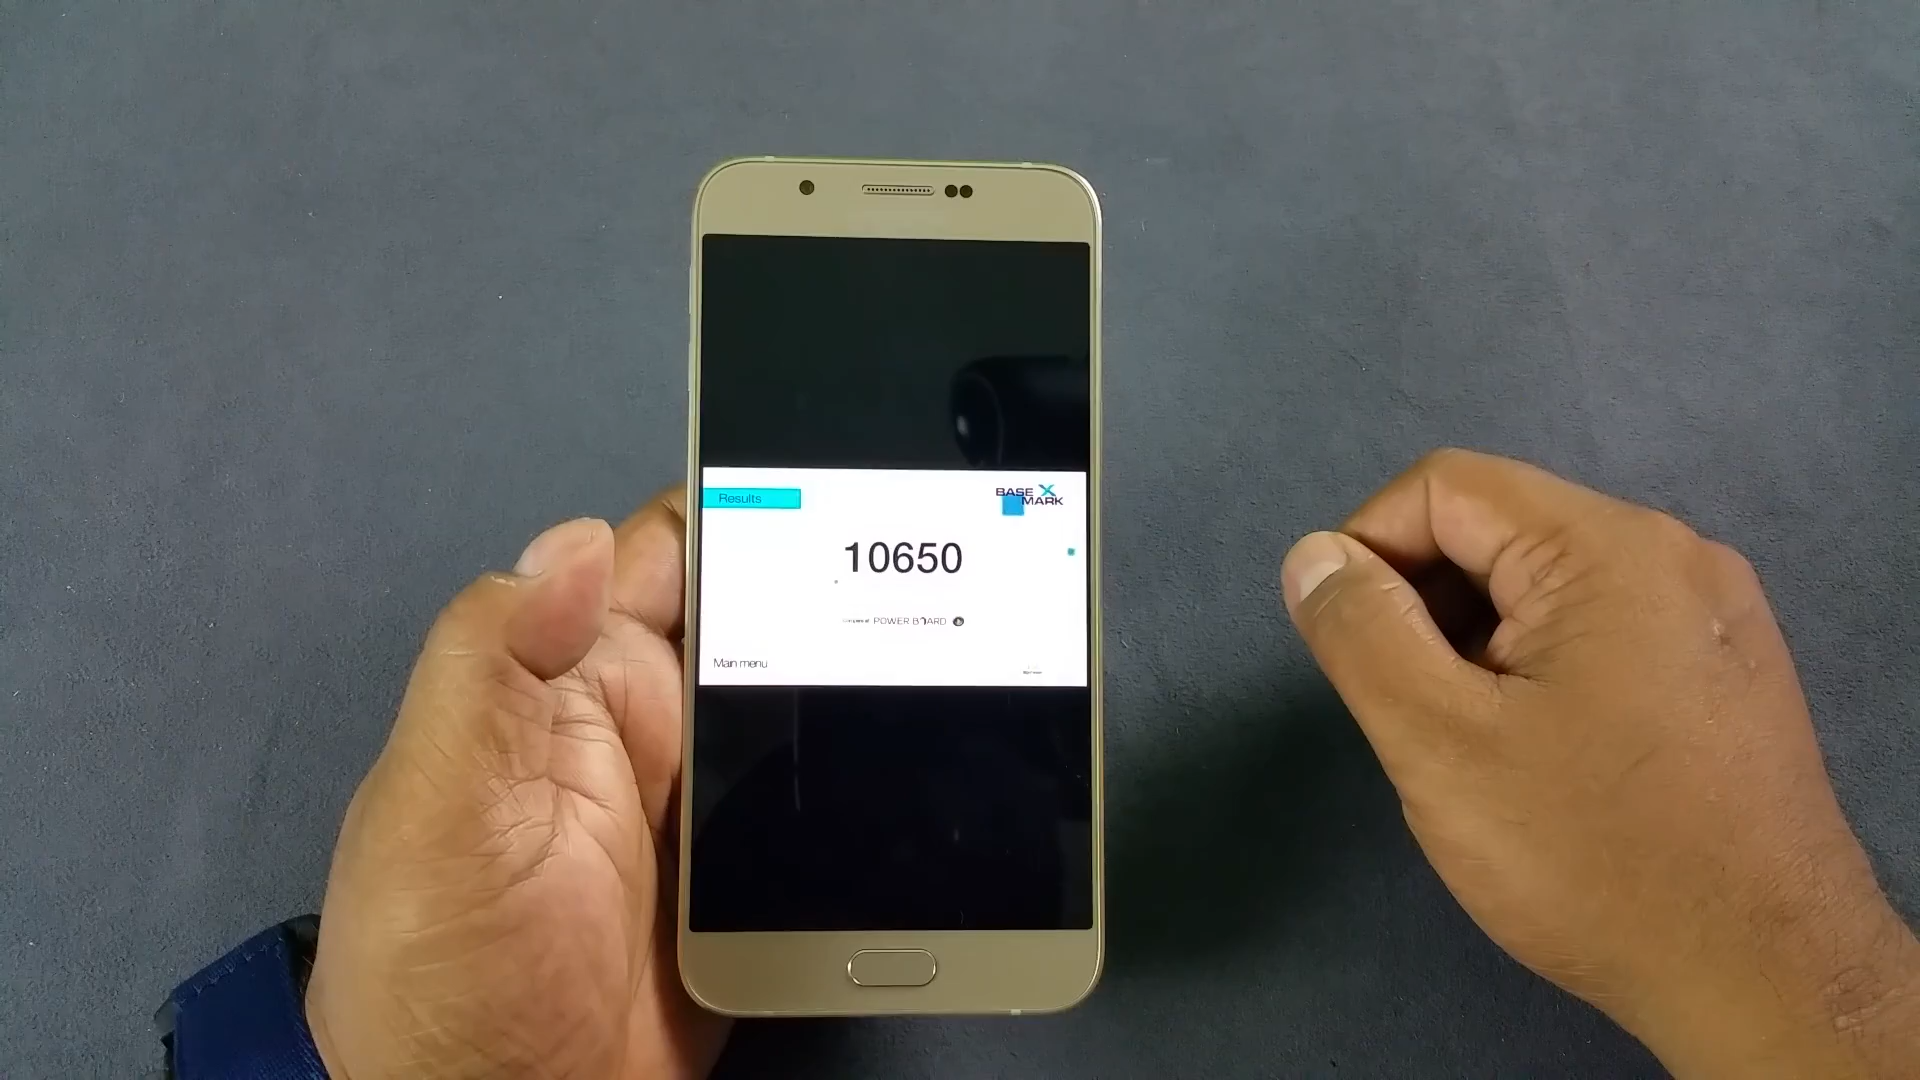 Results
BASE X
MARK
10650
POWER BOARD
Main menu